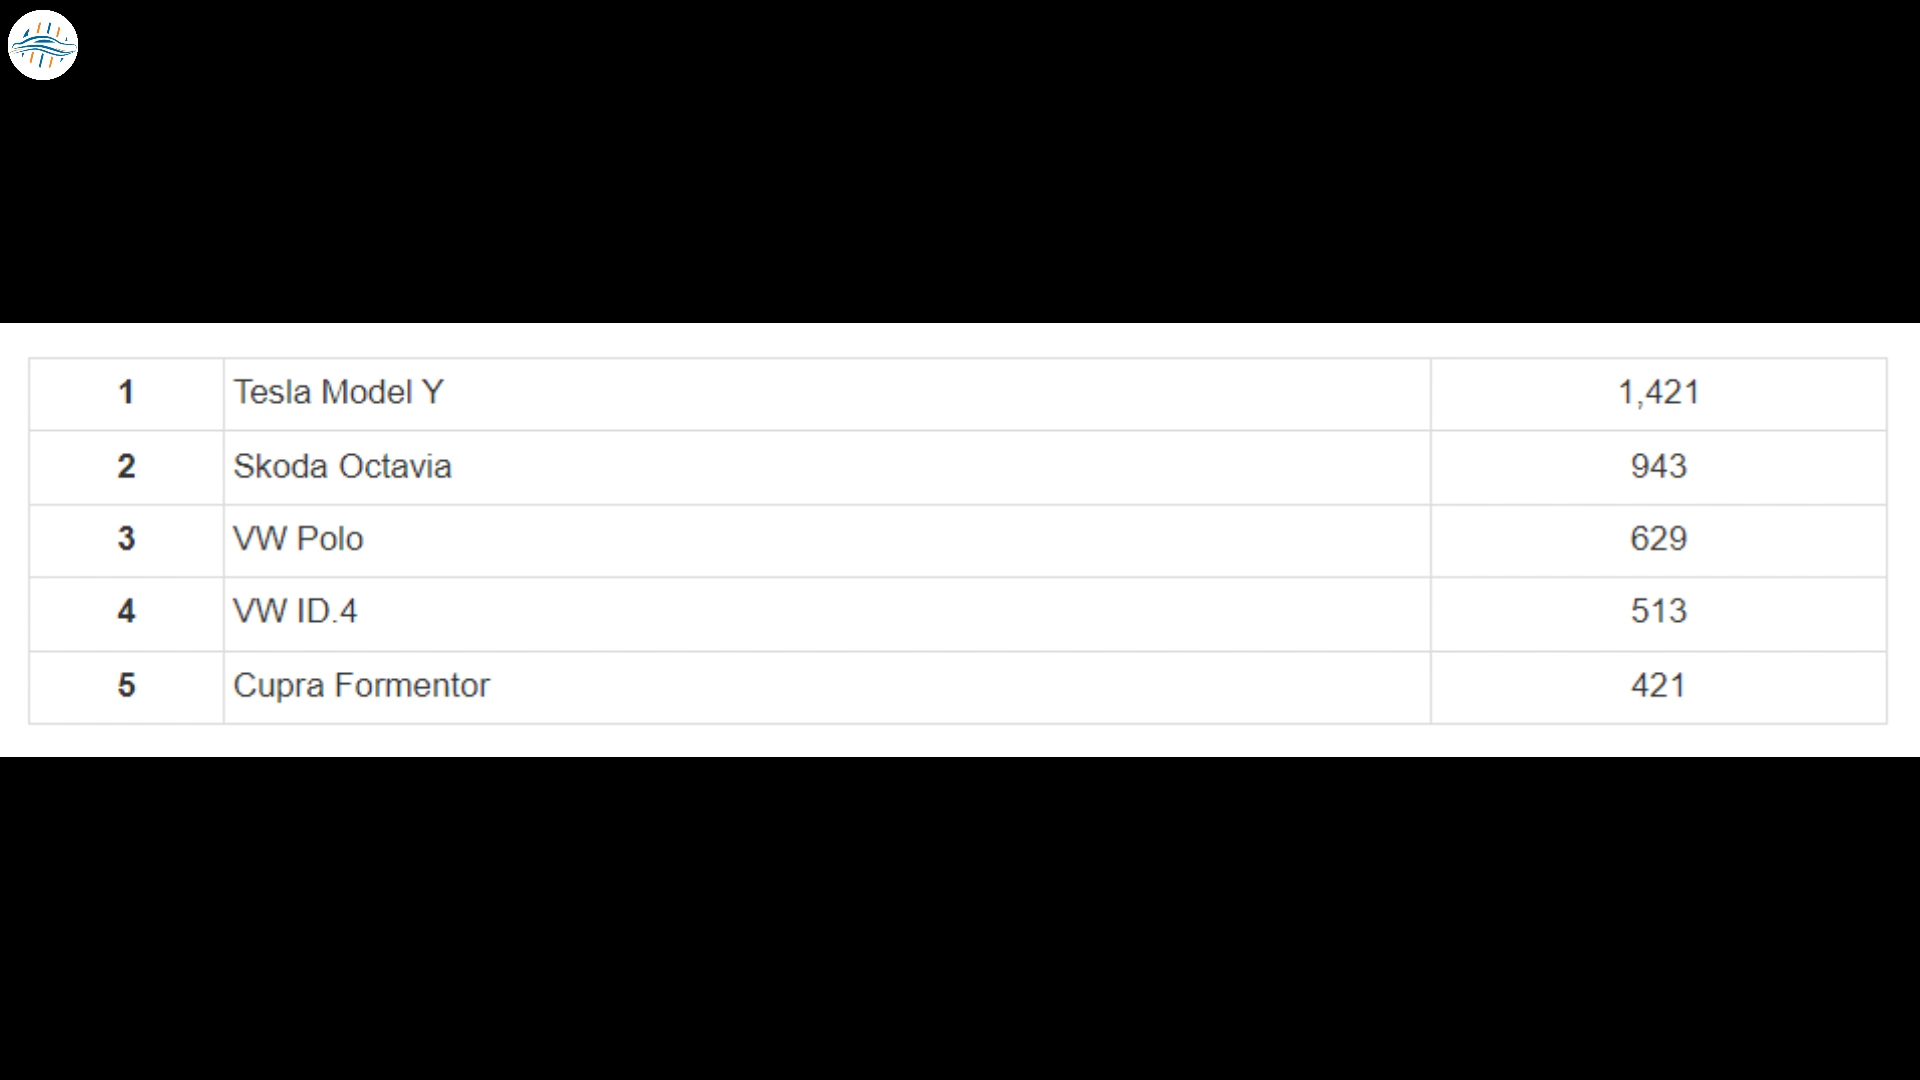 1 Tesla Model Y 1,421
2 Skoda Octavia 943
3 VW Polo 629
4 VW ID.4 513
5 Cupra Formentor 421